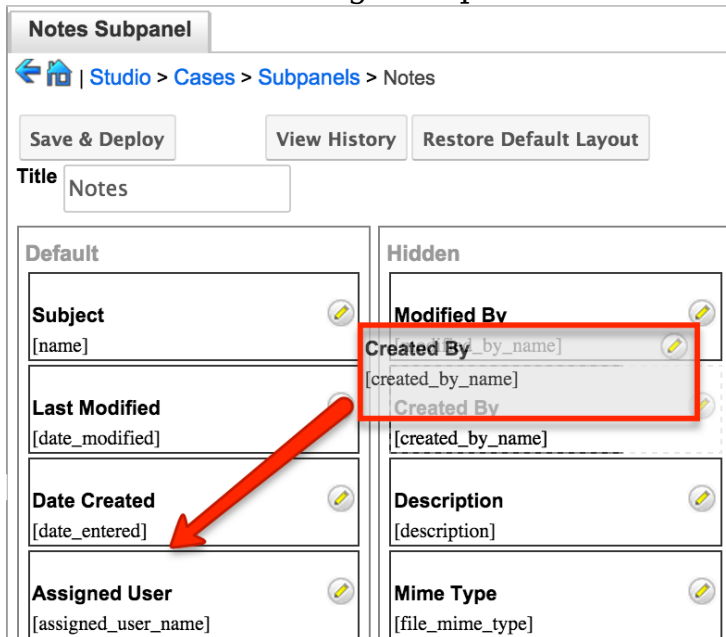 Notes Subpanel
| Studio > Cases > Subpanels > Notes
Save & Deploy View History Restore Default Layout
Title Notes
Default
Subject
[name]
Last Modified
[date_modified]
Date Created
[date_entered]
Assigned User
[assigned_user_name]
Hidden
Modified By
Created By
[created_by_name]
Created By
[created_by_name]
Description
[description]
Mime Type
[file_mime_type]